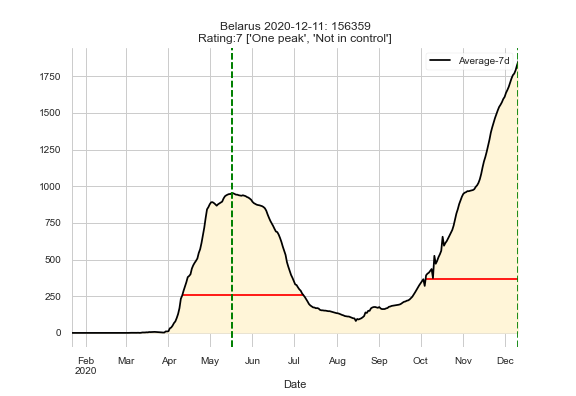 Belarus 2020-12-11: 156359
Rating:7 ['One peak', 'Not in control']
Average-7d
1750
1500
1250
1000
750
500
250
0
Feb Mar Apr May Jun Jul Aug Sep Oct Nov Dec
2020
Date